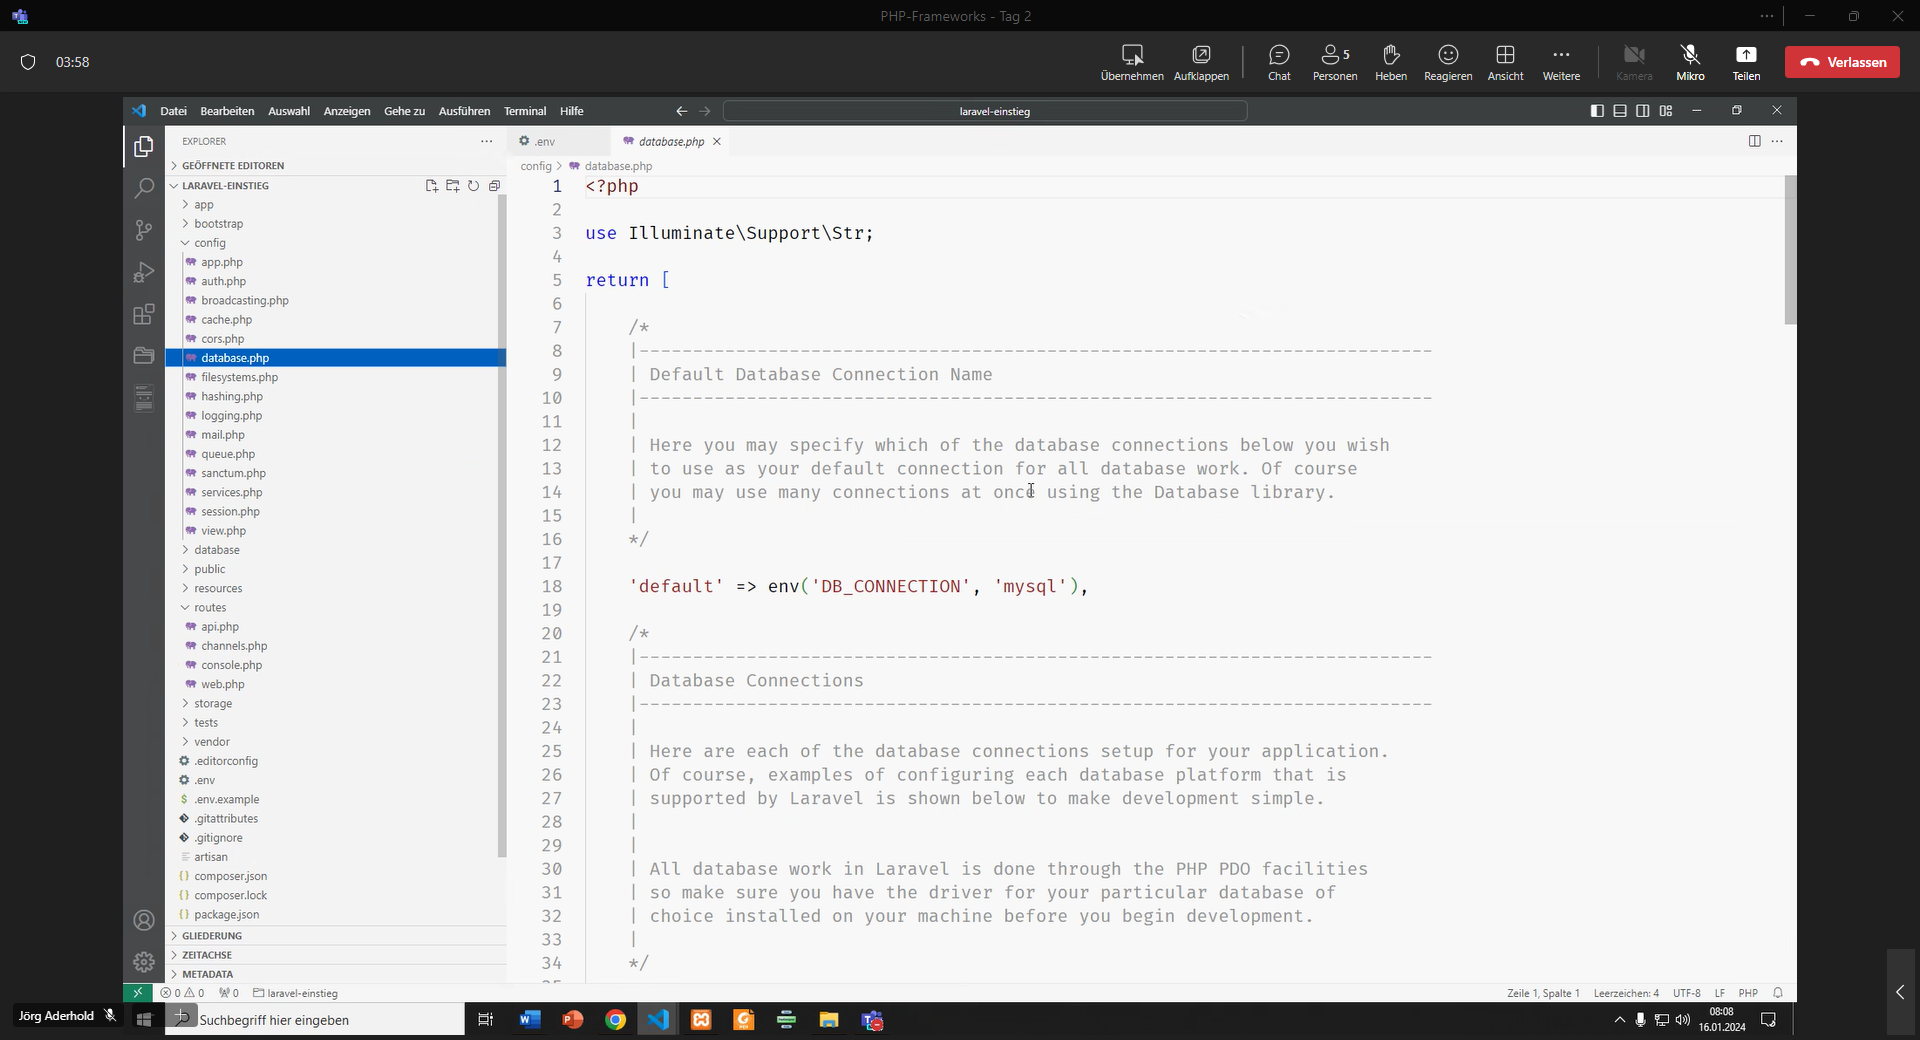 PHP-Frameworks - Tag 2
03:58
Übernehmen
Aufklappen
Chat
5
Personen
Heben
Reagieren
Ansicht
Weitere
Kamera
Mikro
Teilen
Verlassen
Datei Bearbeiten Auswahl Anzeigen Gehe zu Ausführen Terminal Hilfe
laravel-einstieg
EXPLORER
GEÖFFNETE EDITOREN
LARAVEL-EINSTIEG
app
bootstrap
config
app.php
auth.php
broadcasting.php
cache.php
cors.php
database.php
filesystems.php
hashing.php
logging.php
mail.php
queue.php
sanctum.php
services.php
session.php
view.php
database
public
resources
routes
api.php
channels.php
console.php
web.php
storage
tests
vendor
.editorconfig
.env
.env.example
.gitattributes
.gitignore
artisan
composer.json
composer.lock
package.json
GLIEDERUNG
ZEITACHSE
METADATA
.env
database.php
config > database.php
1 <?php
2
3 use Illuminate\Support\Str;
4
5 return [
6
7 /*
8 |--------------------------------------------------------------------------
9 | Default Database Connection Name
10 |--------------------------------------------------------------------------
11 |
12 | Here you may specify which of the database connections below you wish
13 | to use as your default connection for all database work. Of course
14 | you may use many connections at once using the Database library.
15 |
16 */
17
18 'default' => env('DB_CONNECTION', 'mysql'),
19
20 /*
21 |--------------------------------------------------------------------------
22 | Database Connections
23 |--------------------------------------------------------------------------
24 |
25 | Here are each of the database connections setup for your application.
26 | Of course, examples of configuring each database platform that is
27 | supported by Laravel is shown below to make development simple.
28 |
29 |
30 | All database work in Laravel is done through the PHP PDO facilities
31 | so make sure you have the driver for your particular database of
32 | choice installed on your machine before you begin development.
33 |
34 */
0 0 0 laravel-einstieg
Zeile 1, Spalte 1 Leerzeichen: 4 UTF-8 LF PHP
Jörg Aderhold
Suchbegriff hier eingeben
08:08
16.01.2024